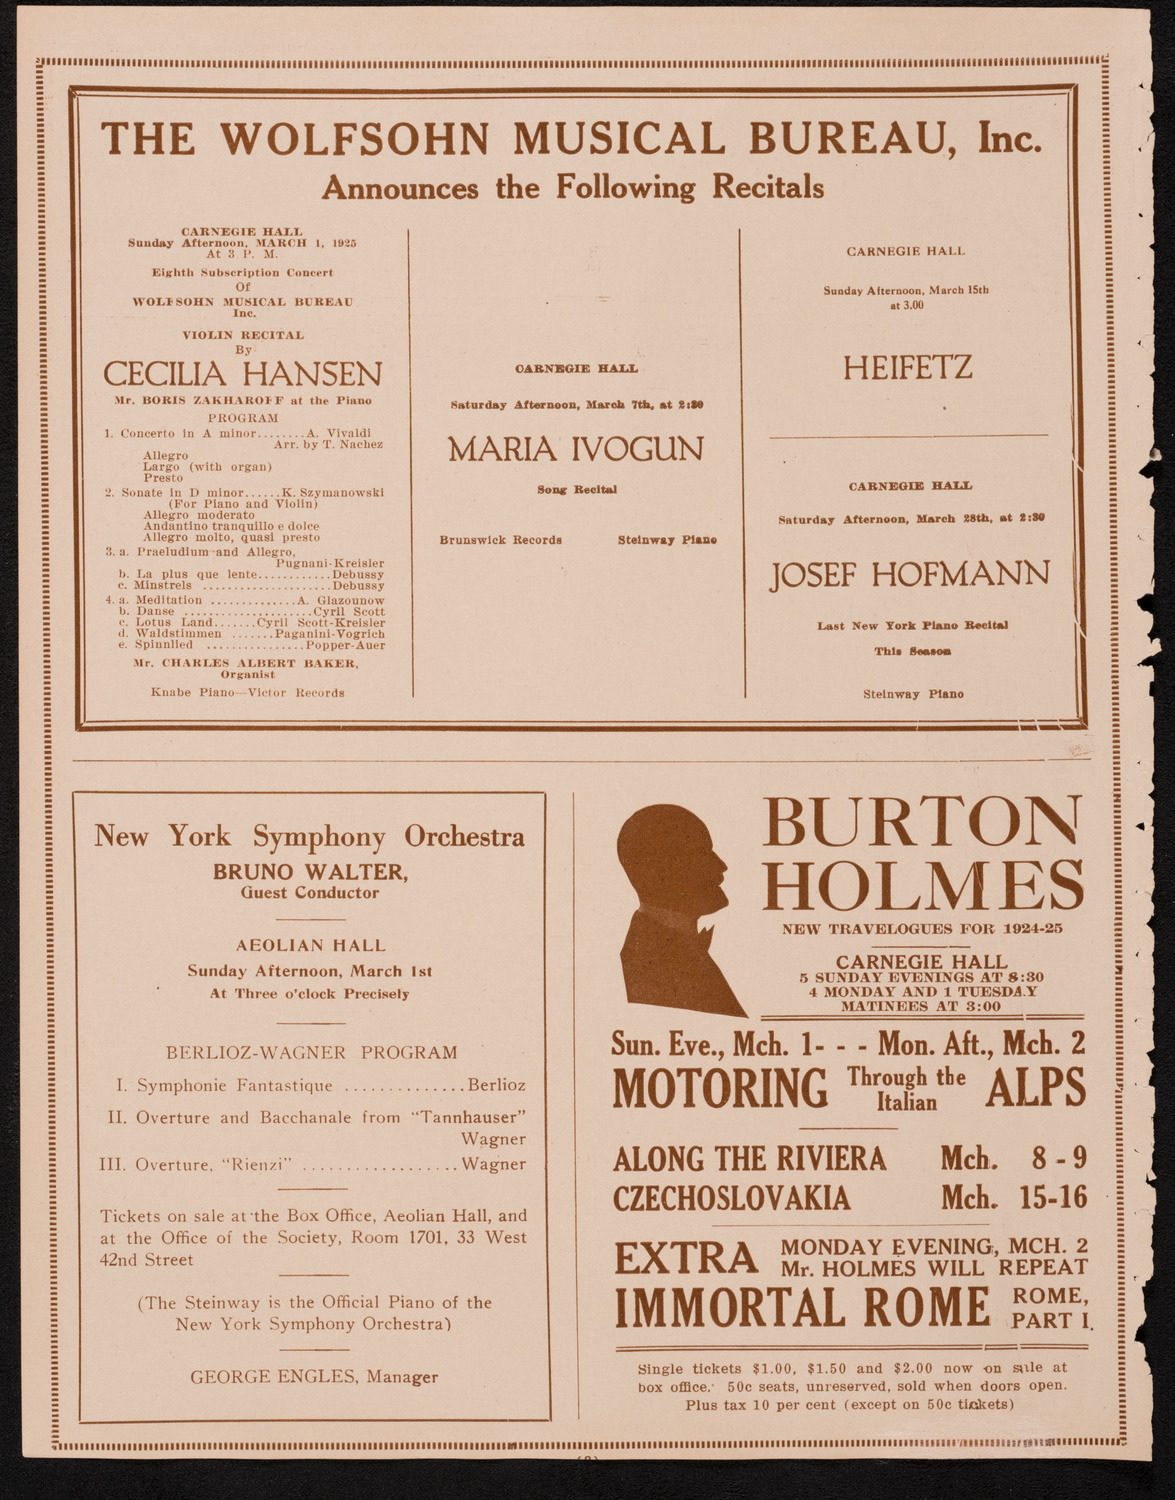 THE WOLFSOHN MUSICAL BUREAU, Inc.
Announces the Following Recitals
CARNEGIE HALL
Sunday Afternoon, MARCH 1, 1925
At 3 P. M.
Eighth Subscription Concert
Of
WOLFSOHN MUSICAL BUREAU
Inc.
VIOLIN RECITAL
By
CECILIA HANSEN
Mr. BORIS ZAKHAROFF at the Piano
PROGRAM
1. Concerto in A minor........A. Vivaldi
Arr. by T. Nachez
Allegro
Largo (with organ)
Presto
2. Sonate in D minor......K. Szymanowski
(For Piano and Violin)
Allegro moderato
Andantino tranquillo e dolce
Allegro molto, quasi presto
3. a. Praeludium and Allegro,
Pugnani-Kreisler
b. La plus que lente............Debussy
c. Minstrels .....................Debussy
4. a. Meditation ..............A. Glazounow
b. Danse .....................Cyril Scott
c. Lotus Land.......Cyril Scott-Kreisler
d. Waldstimmen .......Paganini-Vogrich
e. Spinnlied ................Popper-Auer
Mr. CHARLES ALBERT BAKER,
Organist
Knabe Piano—Victor Records
CARNEGIE HALL
Saturday Afternoon, March 7th, at 2:30
MARIA IVOGUN
Song Recital
Brunswick Records Steinway Piano
CARNEGIE HALL
Sunday Afternoon, March 15th
at 3.00
HEIFETZ
CARNEGIE HALL
Saturday Afternoon, March 28th, at 2:30
JOSEF HOFMANN
Last New York Piano Recital
This Season
Steinway Piano
New York Symphony Orchestra
BRUNO WALTER,
Guest Conductor
AEOLIAN HALL
Sunday Afternoon, March 1st
At Three o'clock Precisely
BERLIOZ-WAGNER PROGRAM
I. Symphonie Fantastique ..............Berlioz
II. Overture and Bacchanale from "Tannhauser"
Wagner
III. Overture, "Rienzi" ..................Wagner
Tickets on sale at the Box Office, Aeolian Hall, and
at the Office of the Society, Room 1701, 33 West
42nd Street
(The Steinway is the Official Piano of the
New York Symphony Orchestra)
GEORGE ENGLES, Manager
BURTON
HOLMES
NEW TRAVELOGUES FOR 1924-25
CARNEGIE HALL
5 SUNDAY EVENINGS AT 8:30
4 MONDAY AND 1 TUESDAY
MATINEES AT 3:00
Sun. Eve., Mch. 1- - - Mon. Aft., Mch. 2
MOTORING Through the Italian ALPS
ALONG THE RIVIERA Mch. 8 - 9
CZECHOSLOVAKIA Mch. 15-16
EXTRA MONDAY EVENING, MCH. 2
Mr. HOLMES WILL REPEAT
IMMORTAL ROME ROME, PART I.
Single tickets $1.00, $1.50 and $2.00 now on sale at
box office. 50c seats, unreserved, sold when doors open.
Plus tax 10 per cent (except on 50c tickets)